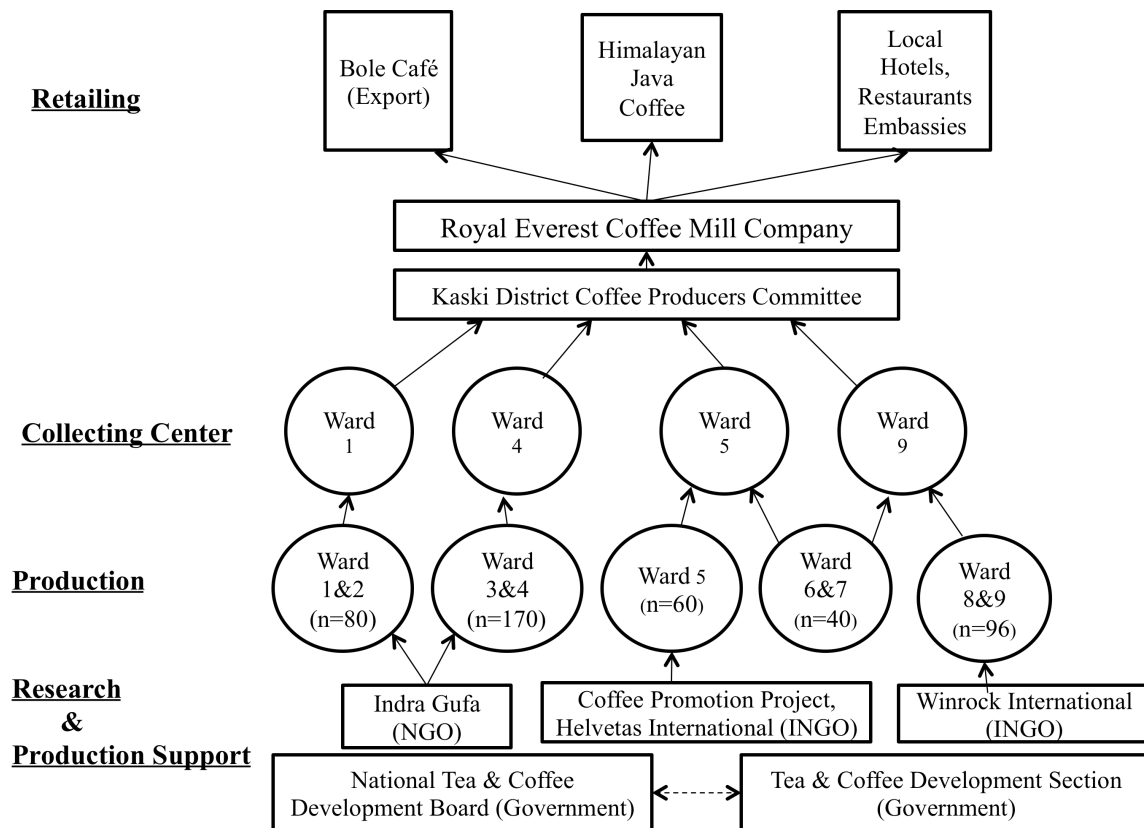 Retailing
Bole Café
(Export)
Himalayan
Java
Coffee
Local
Hotels,
Restaurants
Embassies
Royal Everest Coffee Mill Company
Kaski District Coffee Producers Committee
Collecting Center
Ward
1
Ward
4
Ward
5
Ward
9
Production
Ward
1&2
(n=80)
Ward
3&4
(n=170)
Ward 5
(n=60)
Ward
6&7
(n=40)
Ward
8&9
(n=96)
Research
&
Production Support
Indra Gufa
(NGO)
Coffee Promotion Project,
Helvetas International (INGO)
Winrock International
(INGO)
National Tea & Coffee
Development Board (Government)
Tea & Coffee Development Section
(Government)